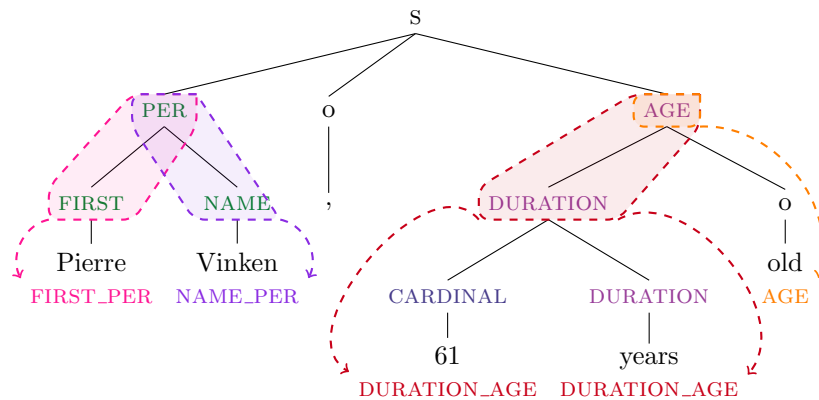 S
PER o AGE
FIRST NAME , DURATION o
Pierre Vinken old
FIRST_PER NAME_PER CARDINAL DURATION AGE
61 years
DURATION_AGE DURATION_AGE